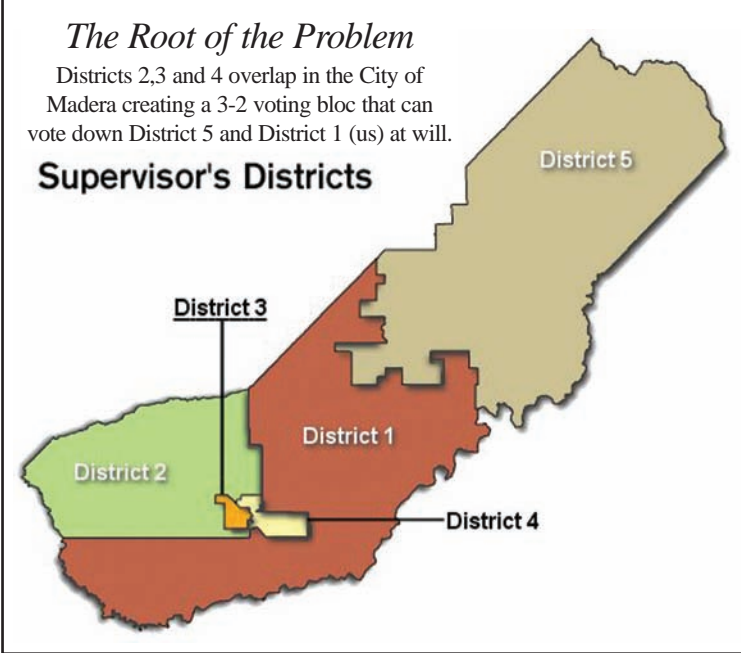 The Root of the Problem
Districts 2,3 and 4 overlap in the City of
Madera creating a 3-2 voting bloc that can
vote down District 5 and District 1 (us) at will.
Supervisor's Districts
District 5
District 3
District 1
District 2
District 4